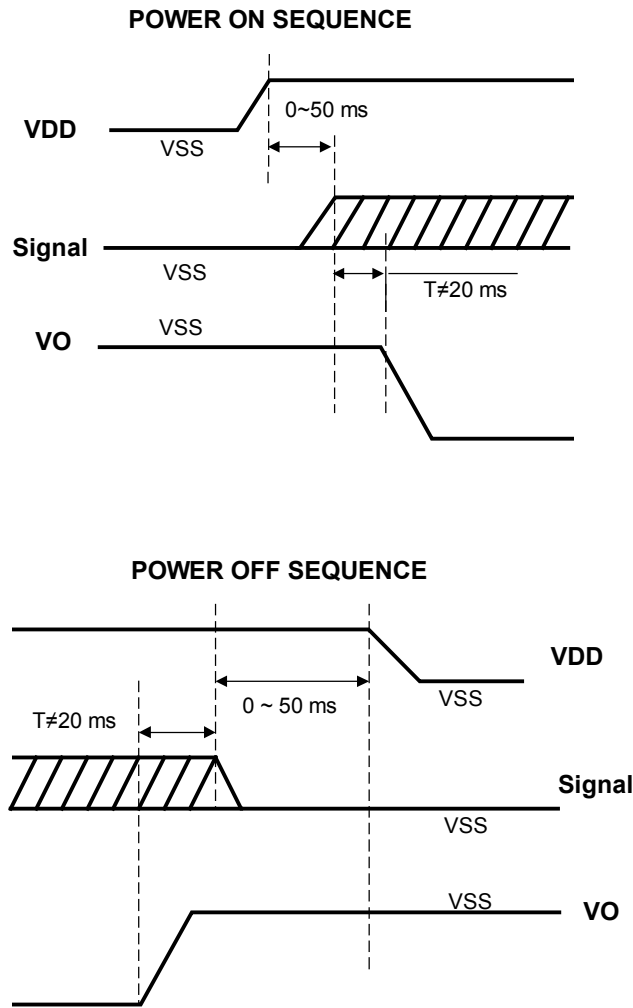 POWER ON SEQUENCE
0~50 ms
VDD
VSS
Signal
VSS
T≠20 ms
VSS
VO
POWER OFF SEQUENCE
VDD
VSS
0 ~ 50 ms
T≠20 ms
Signal
VSS
VSS
VO